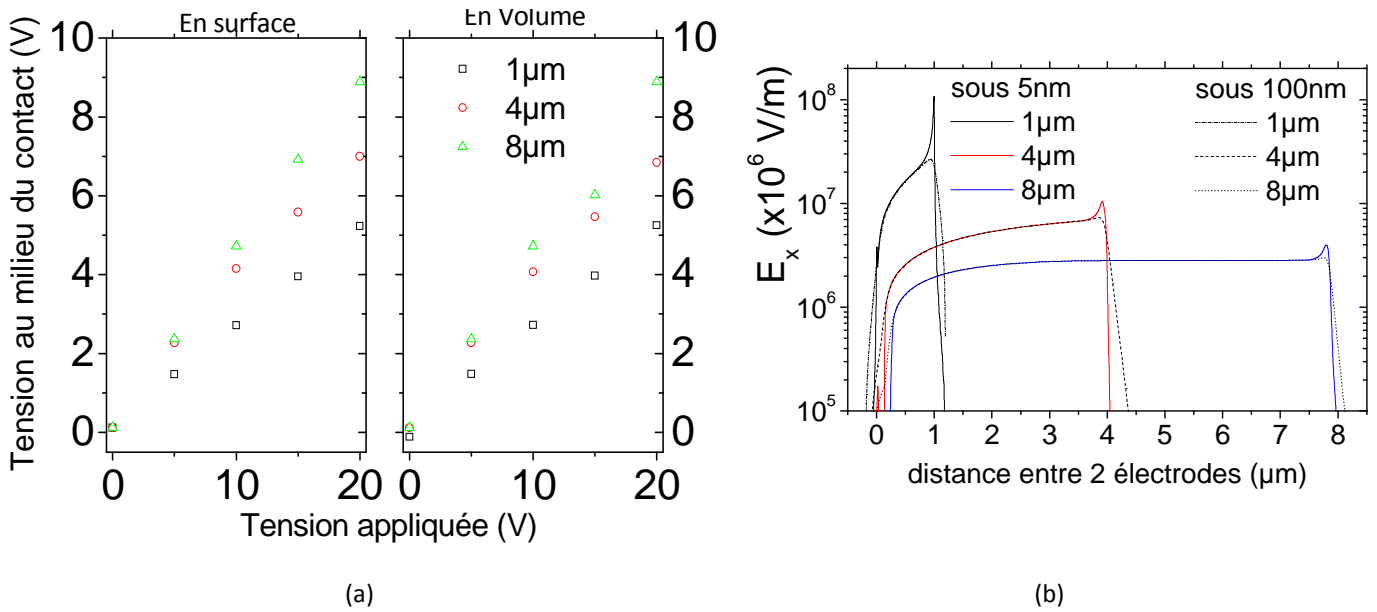 En surface
En Volume
Tension au milieu du contact (V)
10
8
6
4
2
0
0
10
20
1µm
4µm
8µm
10
8
6
4
2
0
0
10
20
Tension appliquée (V)
(a)
E_x (x10^6 V/m)
10^8
10^7
10^6
10^5
sous 5nm
1µm
4µm
8µm
sous 100nm
1µm
4µm
8µm
0 1 2 3 4 5 6 7 8
distance entre 2 électrodes (µm)
(b)